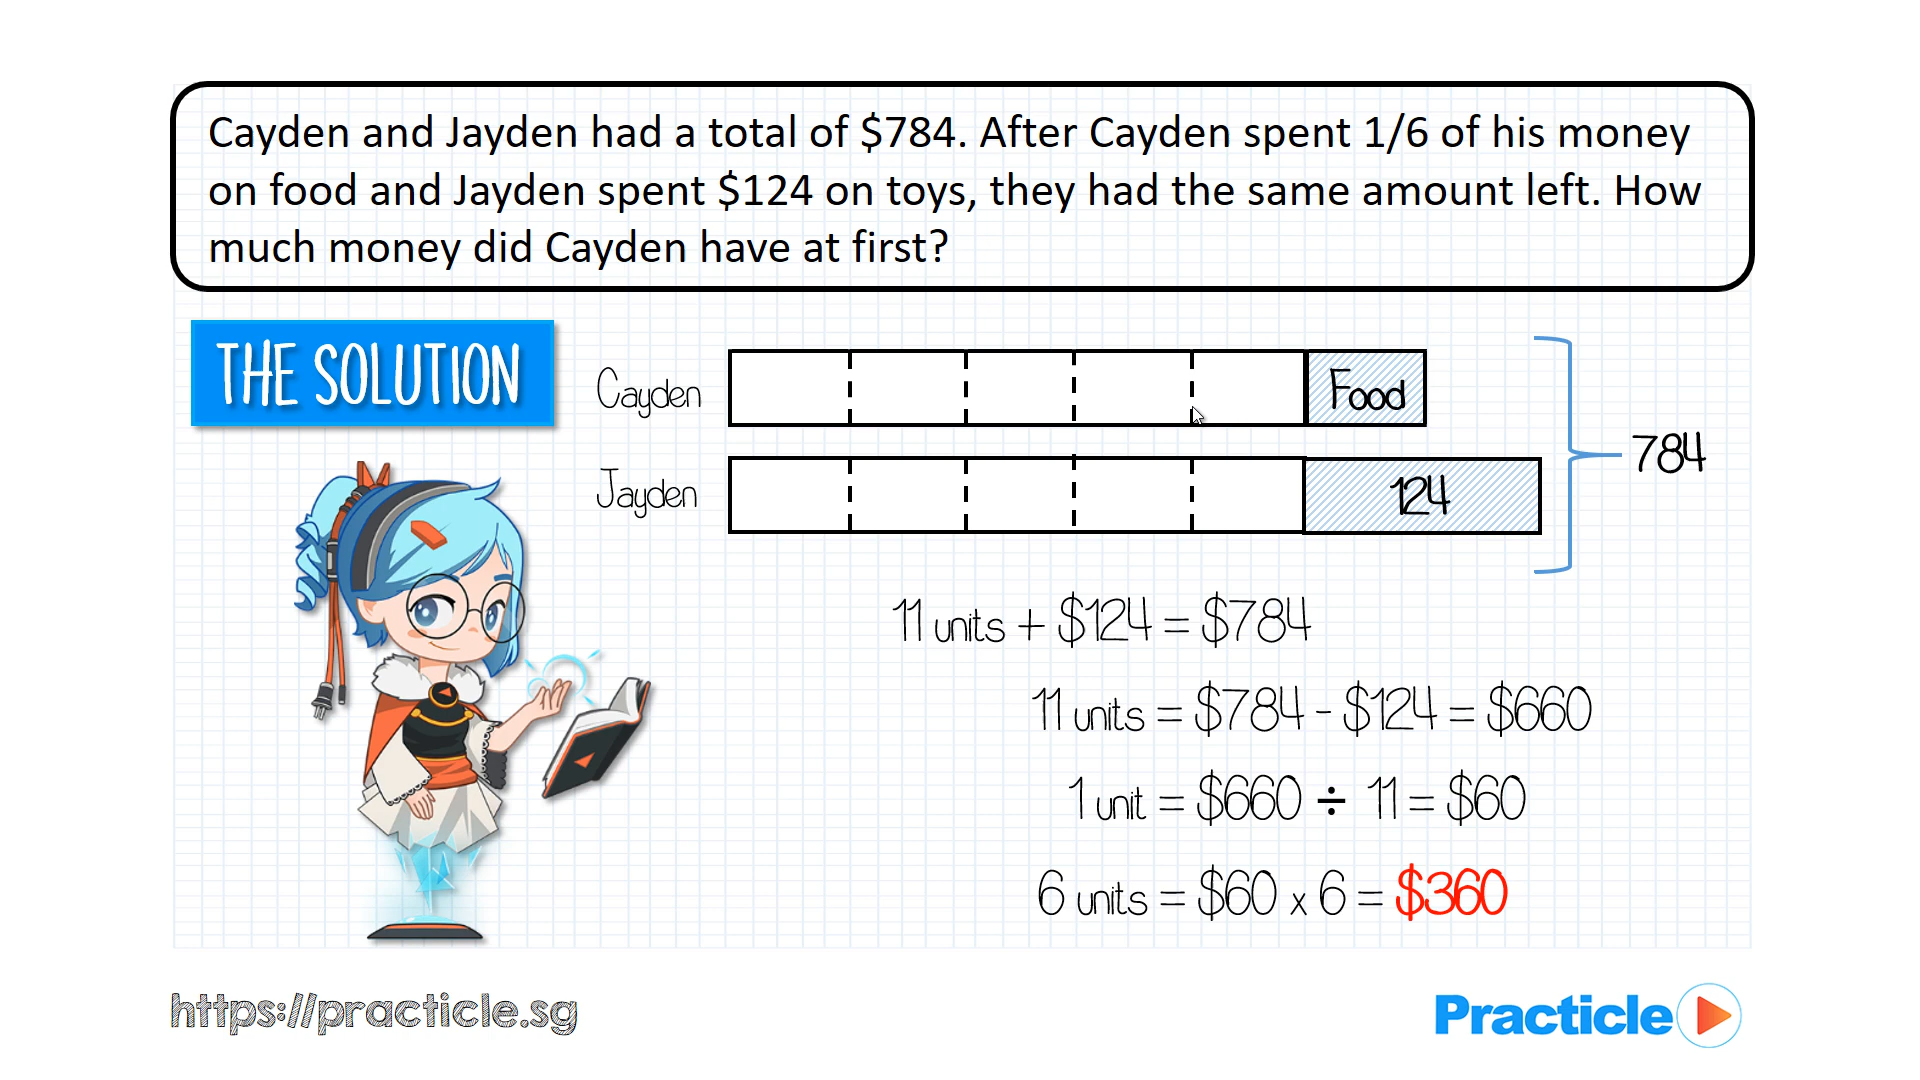 Cayden and Jayden had a total of $784. After Cayden spent 1/6 of his money
on food and Jayden spent $124 on toys, they had the same amount left. How
much money did Cayden have at first?
THE SOLUTION
Cayden
Food
Jayden
124
784
11 units + $124 = $784
11 units = $784 - $124 = $660
1 unit = $660 ÷ 11 = $60
6 units = $60 x 6 = $360
https://practicle.sg
Practicle